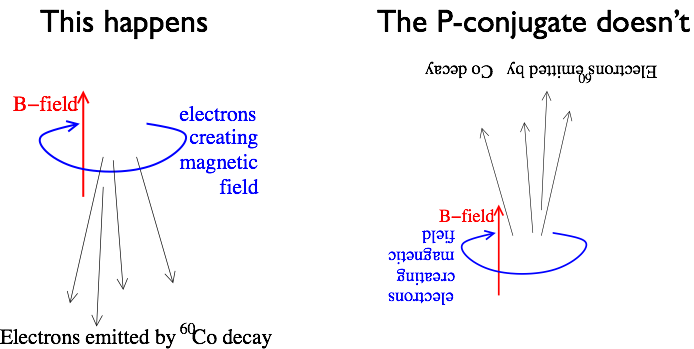 This happens
B-field
electrons
creating
magnetic
field
Electrons emitted by ⁶⁰Co decay
The P-conjugate doesn't
Electrons emitted by ⁶⁰Co decay
B-field
electrons
creating
magnetic
field